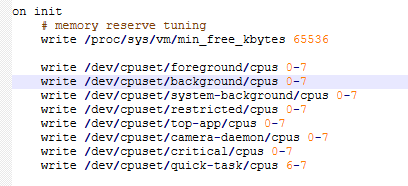 on init
# memory reserve tuning
write /proc/sys/vm/min_free_kbytes 65536
write /dev/cpuset/foreground/cpus 0-7
write /dev/cpuset/background/cpus 0-7
write /dev/cpuset/system-background/cpus 0-7
write /dev/cpuset/restricted/cpus 0-7
write /dev/cpuset/top-app/cpus 0-7
write /dev/cpuset/camera-daemon/cpus 0-7
write /dev/cpuset/critical/cpus 0-7
write /dev/cpuset/quick-task/cpus 6-7